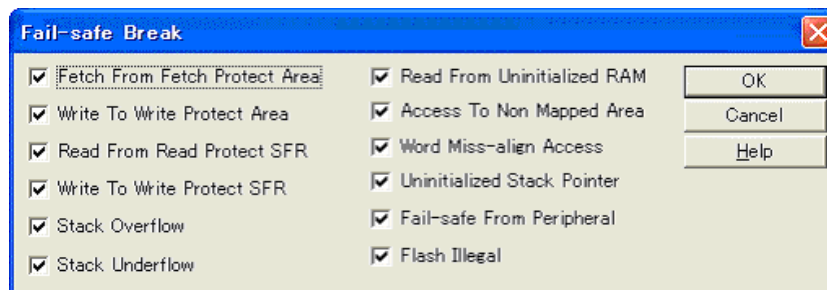 Fail-safe Break
Fetch From Fetch Protect Area
Write To Write Protect Area
Read From Read Protect SFR
Write To Write Protect SFR
Stack Overflow
Stack Underflow
Read From Uninitialized RAM
Access To Non Mapped Area
Word Miss-align Access
Uninitialized Stack Pointer
Fail-safe From Peripheral
Flash Illegal
OK
Cancel
Help